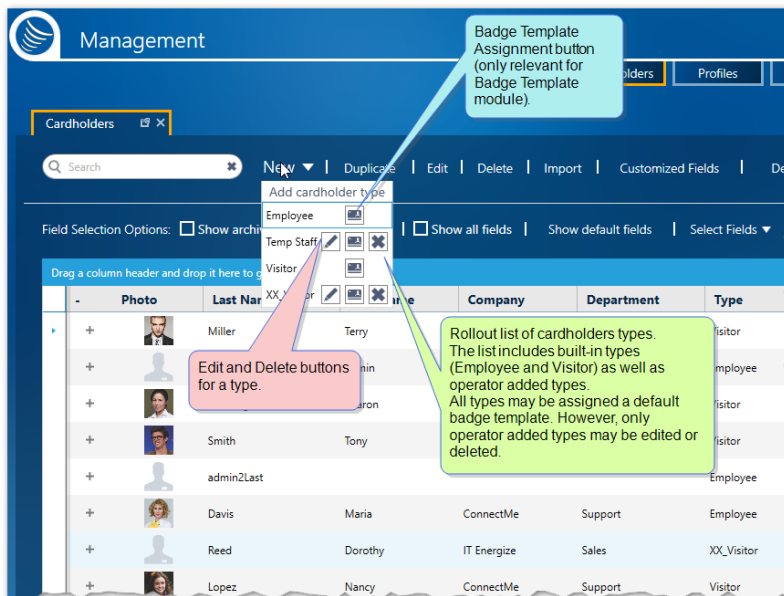 Management
Badge Template
Assignment button
(only relevant for
Badge Template
module).
Profiles
Cardholders
Search
New
Duplicate
Edit
Delete
Import
Customized Fields
Add cardholder type
Employee
Temp Staff
Visitor
XX_Visitor
Field Selection Options:
Show
Show all fields
Show default fields
Select Fields
Drag a column header and drop it here to
- Photo Last Company Department Type
Miller Terry Visitor
Employee
Visitor
Smith Tony Visitor
admin2Last Employee
Davis Maria ConnectMe Support Employee
Reed Dorothy IT Energize Sales XX_Visitor
Lopez Nancy ConnectMe Support Visitor
Edit and Delete buttons
for a type.
Rollout list of cardholders types.
The list includes built-in types
(Employee and Visitor) as well as
operator added types.
All types may be assigned a default
badge template. However, only
operator added types may be edited or
deleted.